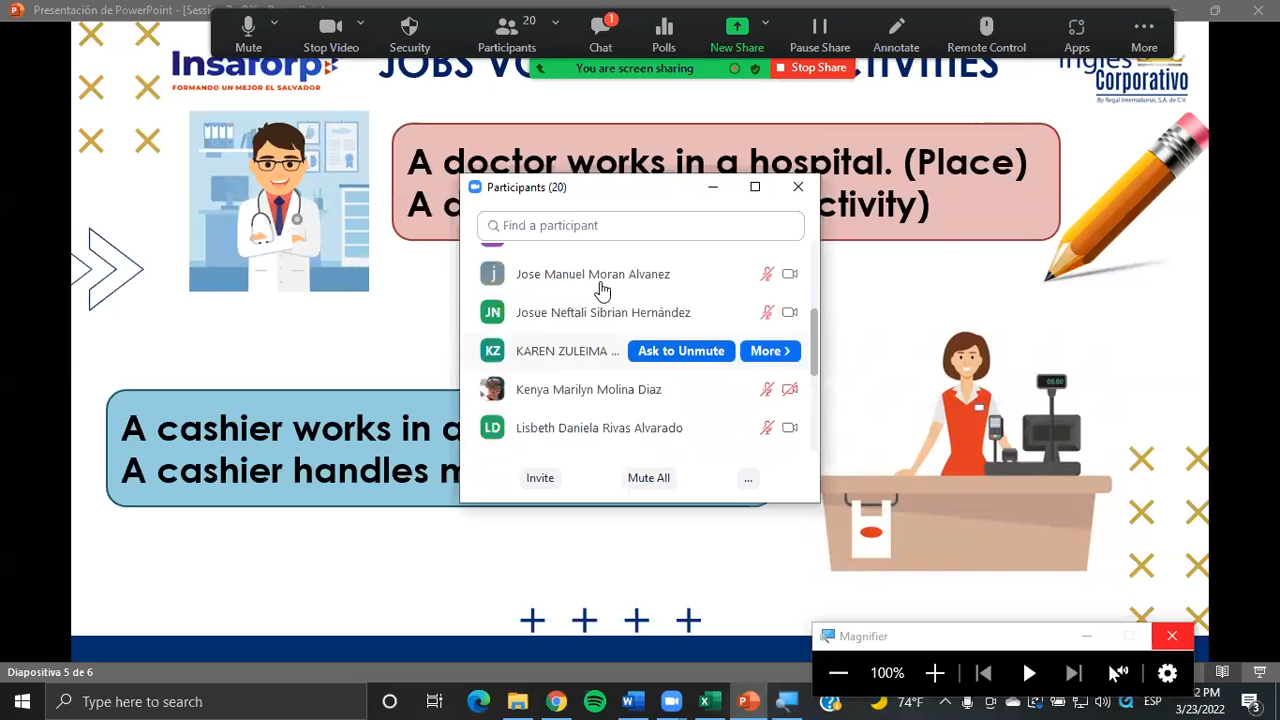 Presentación de PowerPoint - [Sess
Mute
Stop Video
Security
20
Participants
1
Chat
Polls
New Share
Pause Share
Annotate
Remote Control
Apps
More
You are screen sharing
Stop Share
Insaforp
FORMANDO UN MEJOR EL SALVADOR
Inglés
Corporativo
By Regal International, S.A. de C.V.
A doctor works in a hospital. (Place)
Participants (20)
Find a participant
j
Jose Manuel Moran Alvanez
JN
Josue Neftali Sibrian Hernández
KZ
KAREN ZULEIMA ...
Ask to Unmute
More
Kenya Marilyn Molina Diaz
LD
Lisbeth Daniela Rivas Alvarado
Invite
Mute All
...
A cashier works in a
A cashier handles m
00.00
Magnifier
100%
Diapositiva 5 de 6
Type here to search
74°F
ESP
2 PM
3/23/2022
3